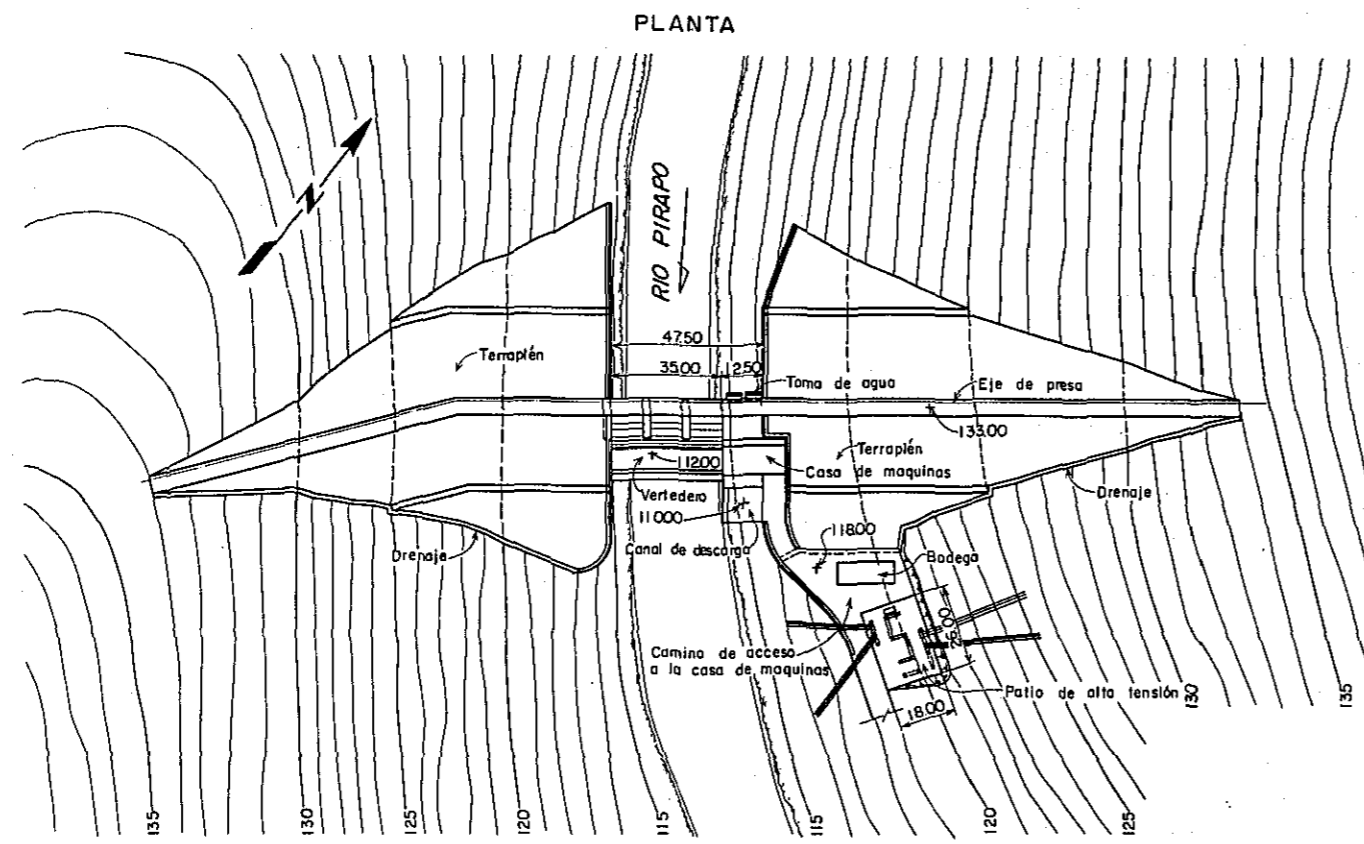 PLANTA
N
RIO PIRAPO
47.50
35.00
12.50
Terraplén
Toma de agua
Eje de presa
133.00
112.00
Terraplén
Casa de maquinas
Vertedero
110.00
Drenaje
Canal de descarga
118.00
Drenaje
Bodega
26.00
Camino de acceso
a la casa de maquinas
Patio de alta tensión
18.00
130
135
135
130
125
120
115
115
120
125